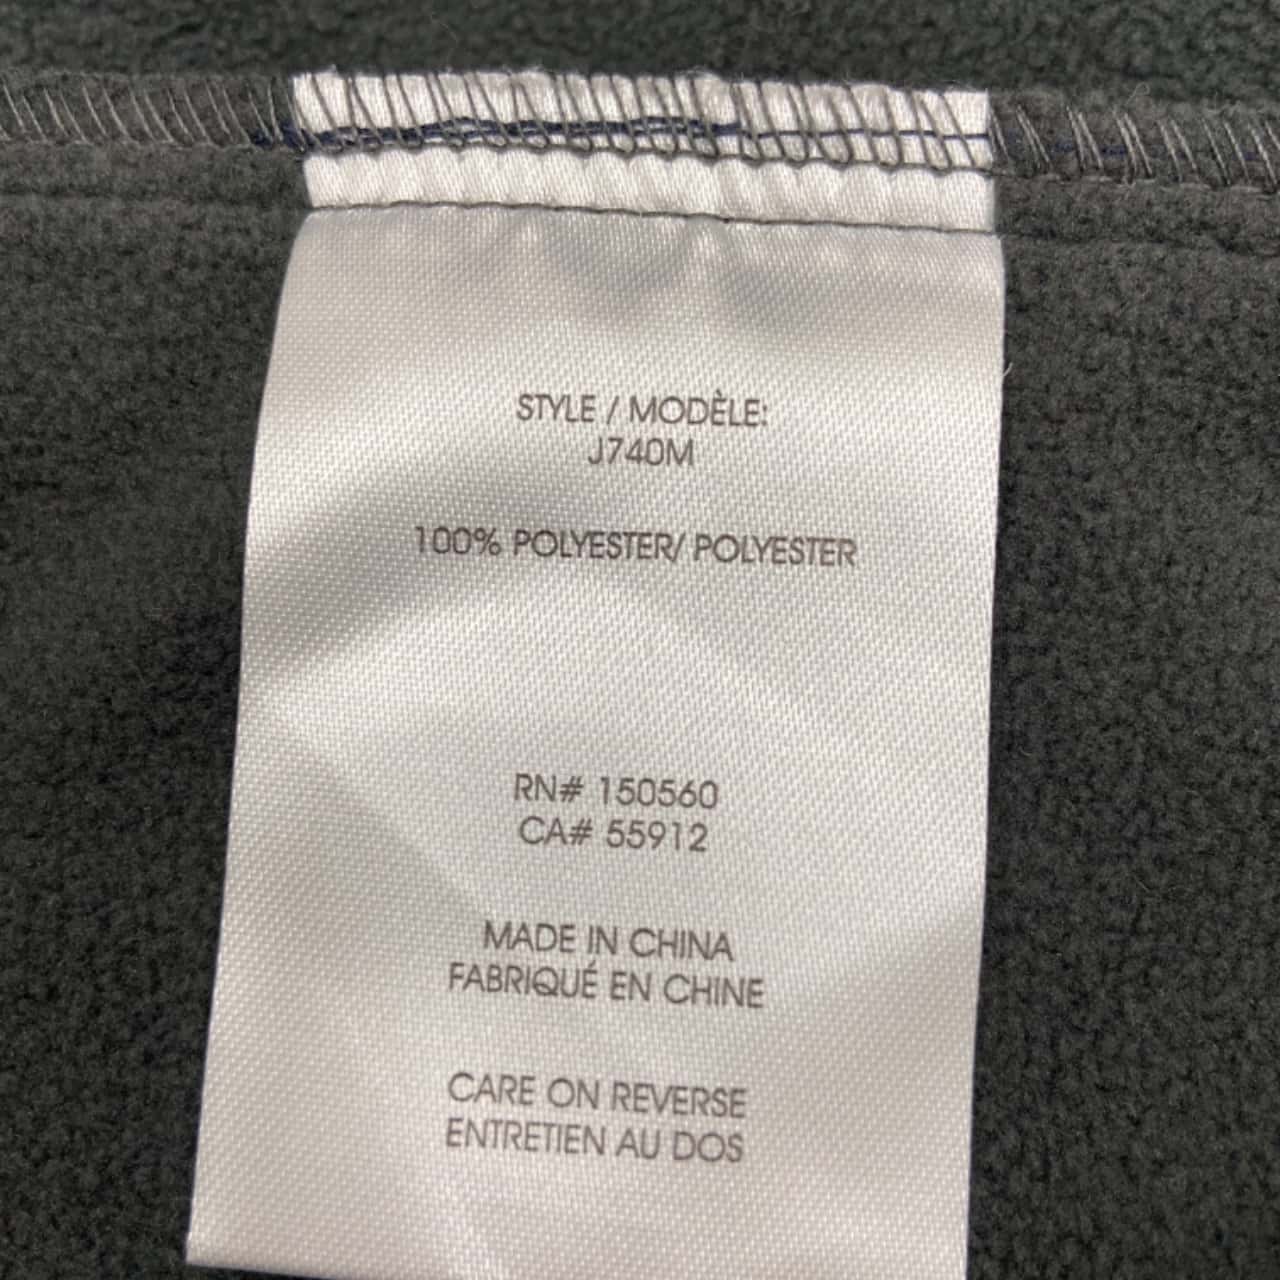 STYLE / MODÈLE:
J740M
100% POLYESTER/ POLYESTER
RN# 150560
CA# 55912
MADE IN CHINA
FABRIQUÉ EN CHINE
CARE ON REVERSE
ENTRETIEN AU DOS